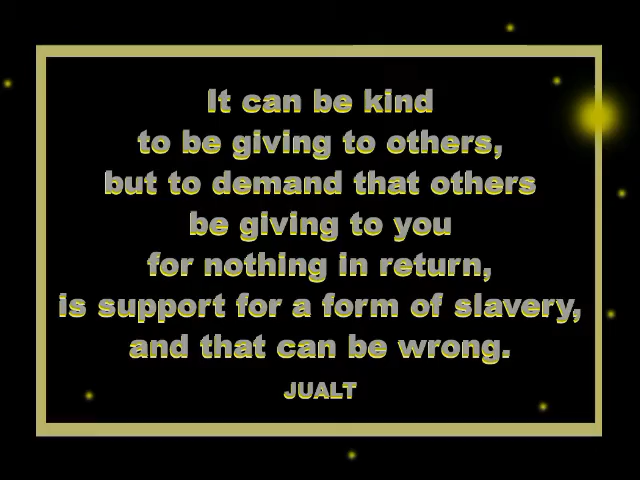 It can be kind
to be giving to others,
but to demand that others
be giving to you
for nothing in return,
is support for a form of slavery,
and that can be wrong.
JUALT